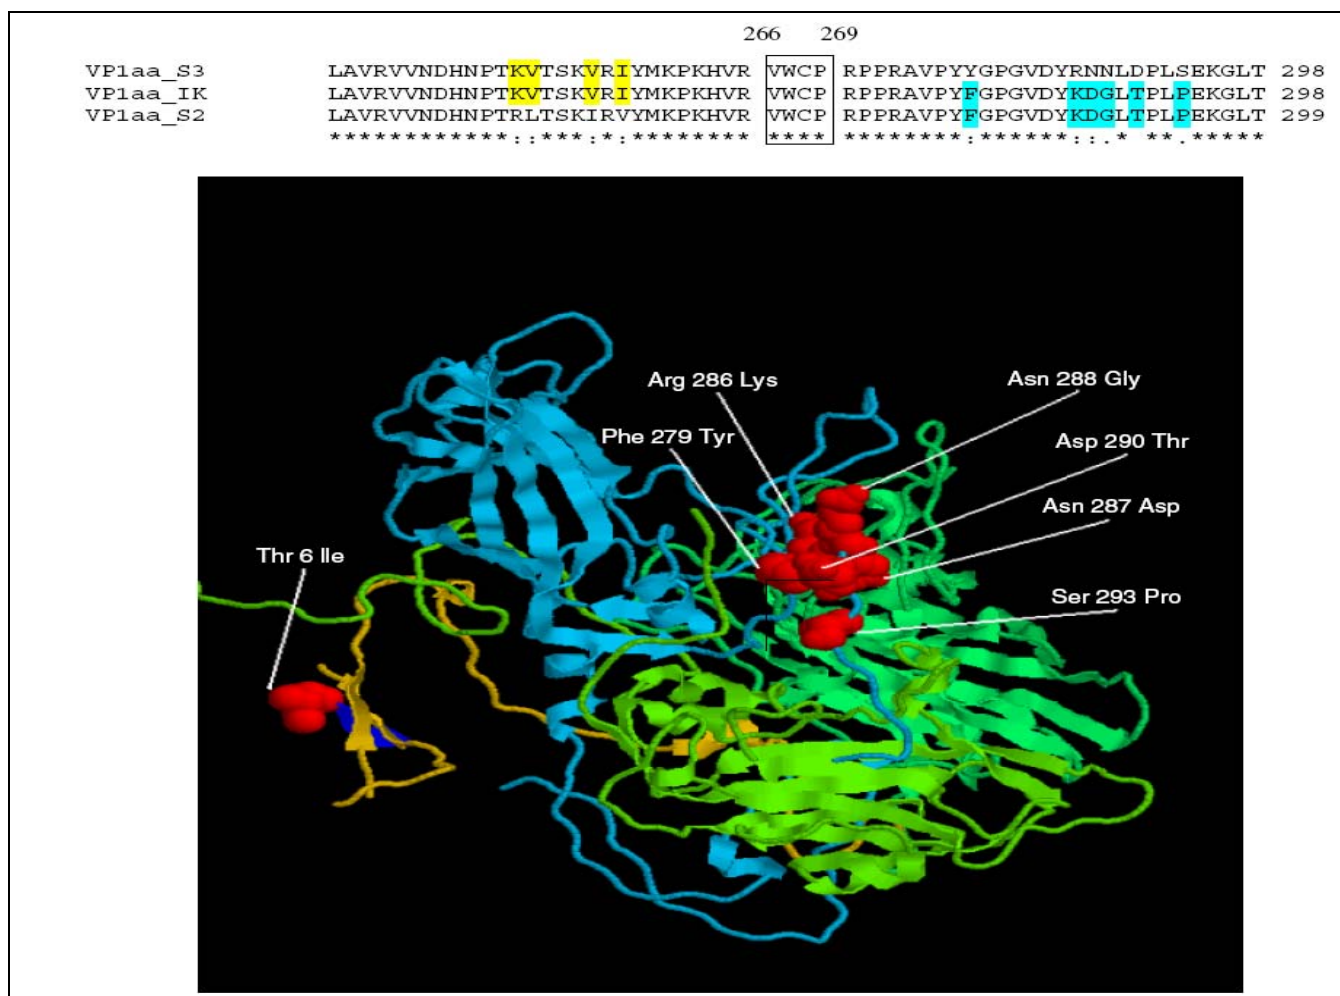 266 269
VP1aa_S3 LAVRVVNDHNPTKVTSKVRIYMKPKHVR VWCP RPPRAVPYYGPGVDYRNNLDPLSEKGLT 298
VP1aa_IK LAVRVVNDHNPTKVTSKVRIYMKPKHVR VWCP RPPRAVPYFGPGVDYKDGLTPLPEKGLT 298
VP1aa_S2 LAVRVVNDHNPTRLTSKIRVYMKPKHVR VWCP RPPRAVPYFGPGVDYKDGLTPLPEKGLT 299
************::***:*:******** **** ********:******::.* **.*****
Arg 286 Lys
Asn 288 Gly
Phe 279 Tyr
Asp 290 Thr
Asn 287 Asp
Thr 6 Ile
Ser 293 Pro